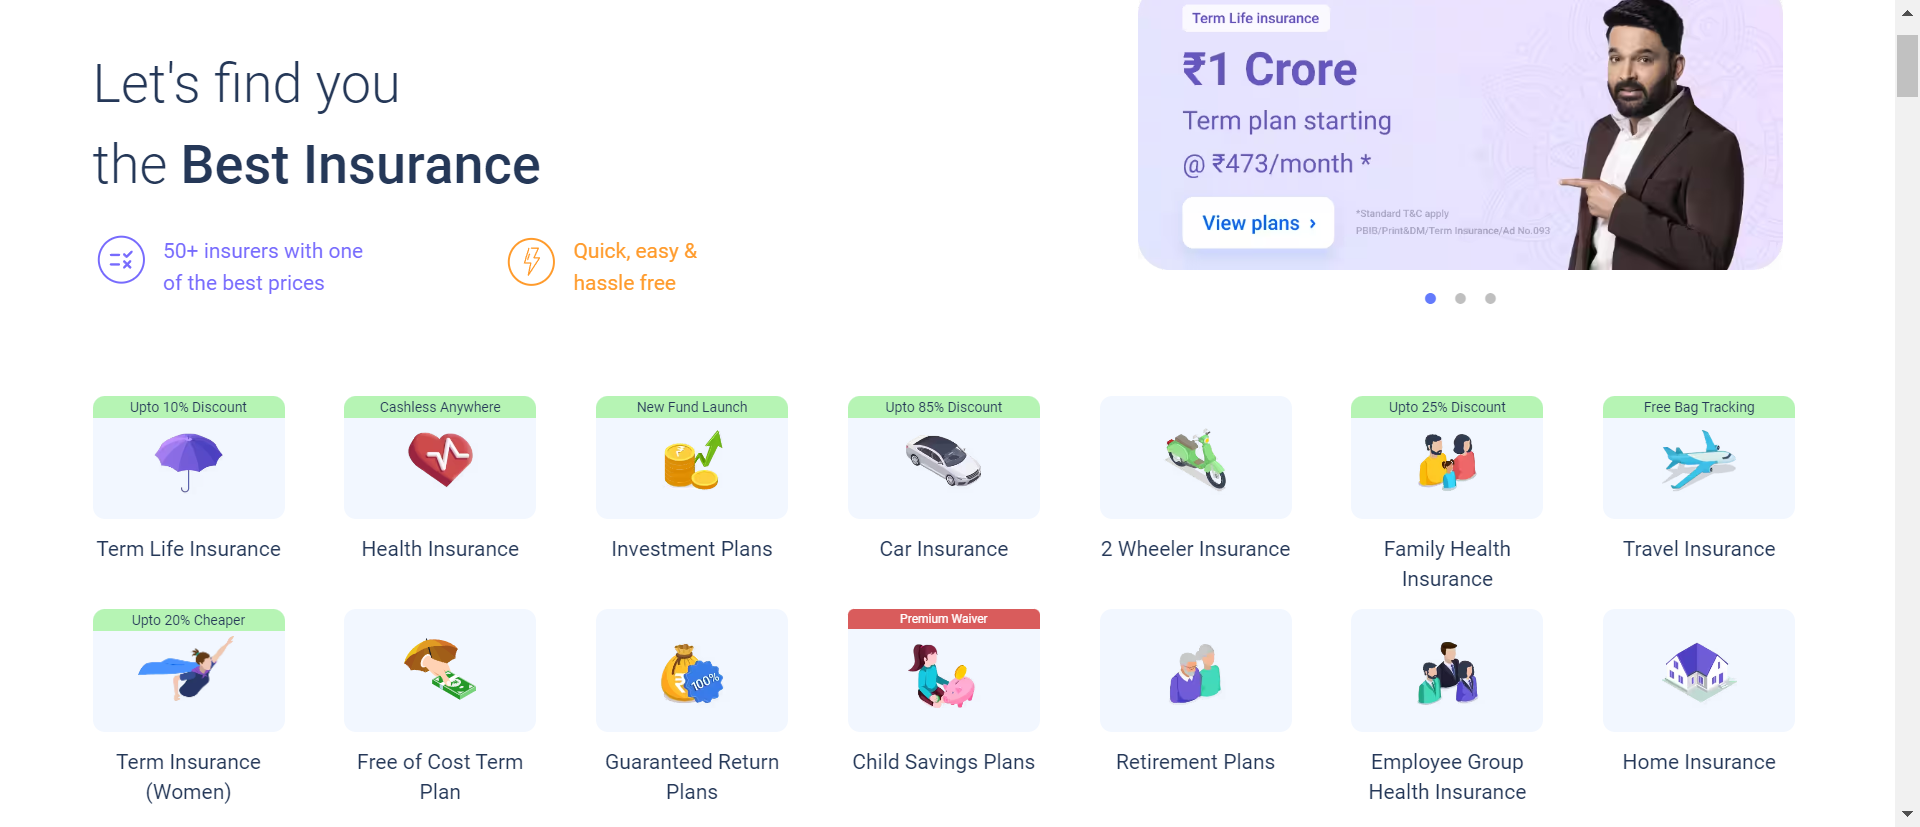 Let's find you
the Best Insurance
50+ insurers with one
of the best prices
Quick, easy &
hassle free
Term Life insurance
₹1 Crore
Term plan starting
@ ₹473/month *
View plans ›
*Standard T&C apply
PBIB/Print&DM/Term Insurance/Ad No.093
Upto 10% Discount
Term Life Insurance
Cashless Anywhere
Health Insurance
New Fund Launch
₹
Investment Plans
Upto 85% Discount
Car Insurance
2 Wheeler Insurance
Upto 25% Discount
Family Health
Insurance
Free Bag Tracking
Travel Insurance
Upto 20% Cheaper
Term Insurance
(Women)
Free of Cost Term
Plan
₹
100%
Guaranteed Return
Plans
Premium Waiver
Child Savings Plans
Retirement Plans
Employee Group
Health Insurance
Home Insurance